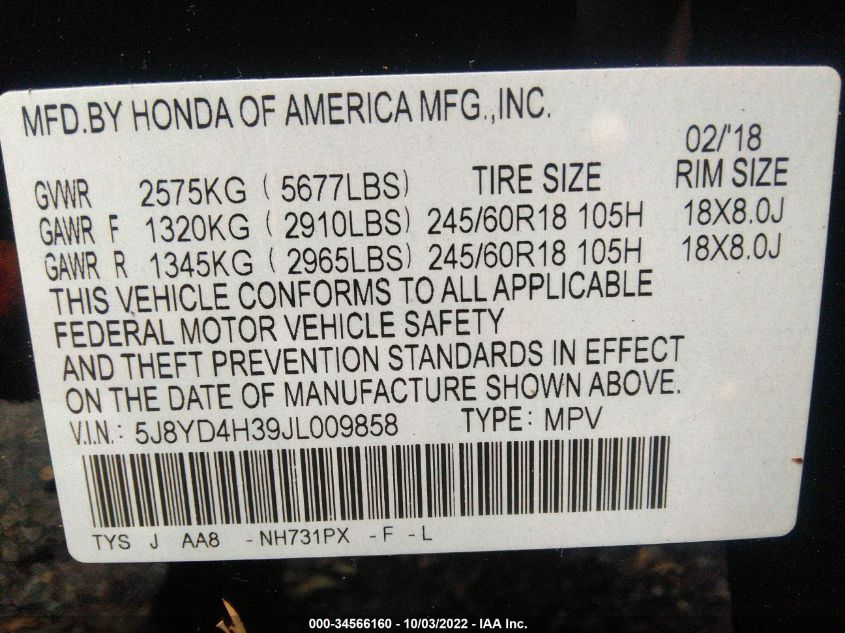 MFD.BY HONDA OF AMERICA MFG.,INC.
02/'18
GVWR 2575KG ( 5677LBS) TIRE SIZE RIM SIZE
GAWR F 1320KG ( 2910LBS) 245/60R18 105H 18X8.0J
GAWR R 1345KG ( 2965LBS) 245/60R18 105H 18X8.0J
THIS VEHICLE CONFORMS TO ALL APPLICABLE
FEDERAL MOTOR VEHICLE SAFETY
AND THEFT PREVENTION STANDARDS IN EFFECT
ON THE DATE OF MANUFACTURE SHOWN ABOVE.
V.I.N.: 5J8YD4H39JL009858 TYPE: MPV
TYS J AA8 -NH731PX -F -L
000-34566160 - 10/03/2022 - IAA Inc.